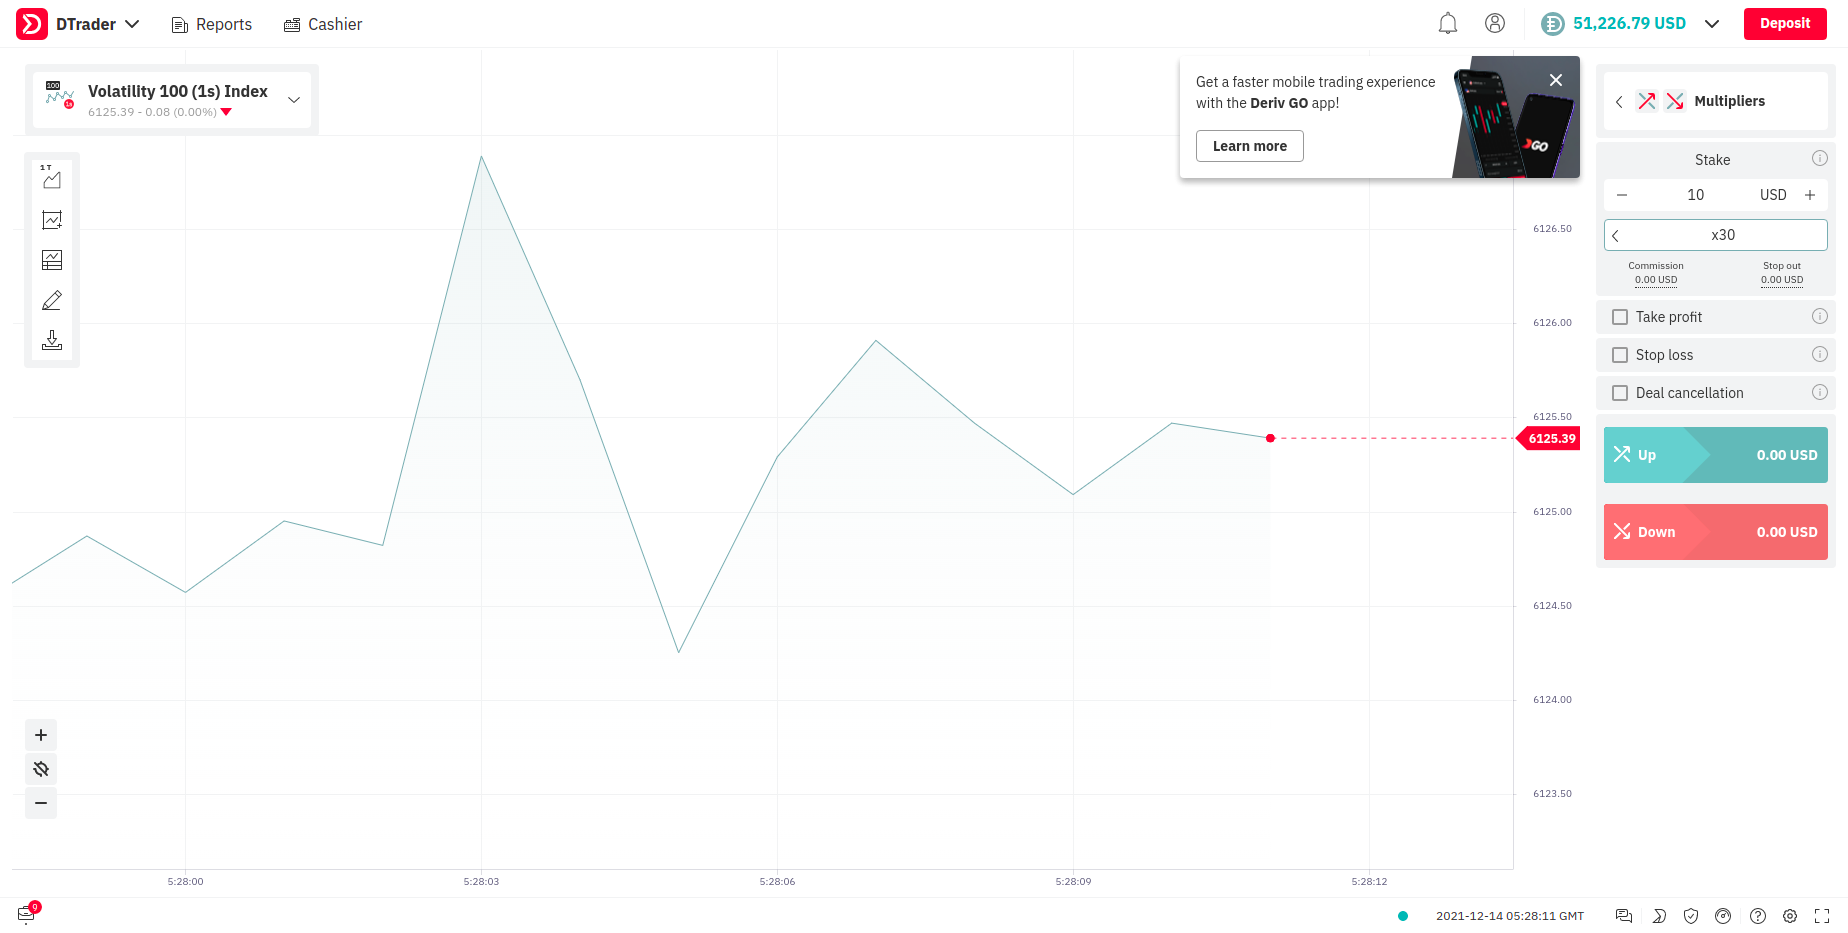 DTrader
Reports
Cashier
51,226.79 USD
Deposit
100
1s
Volatility 100 (1s) Index
6125.39 - 0.08 (0.00%)
Get a faster mobile trading experience
with the Deriv GO app!
Learn more
GO
Multipliers
Stake
10
USD
x30
Commission
0.00 USD
Stop out
0.00 USD
Take profit
Stop loss
Deal cancellation
Up
0.00 USD
Down
0.00 USD
1 T
6126.50
6126.00
6125.50
6125.39
6125.00
6124.50
6124.00
6123.50
5:28:00
5:28:03
5:28:06
5:28:09
5:28:12
9
2021-12-14 05:28:11 GMT